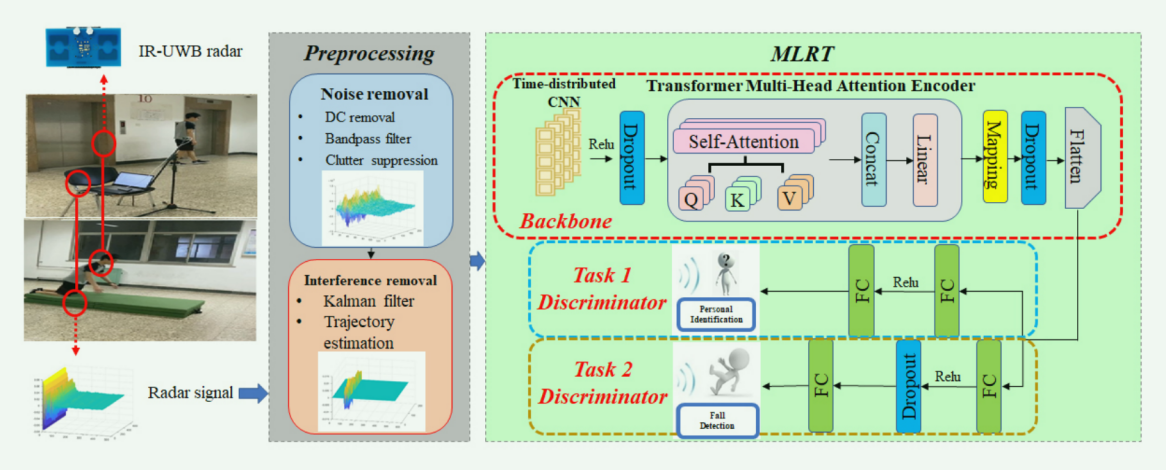 IR-UWB radar
Radar signal
Preprocessing
Noise removal
• DC removal
• Bandpass filter
• Clutter suppression
Interference removal
• Kalman filter
• Trajectory
estimation
MLRT
Time-distributed
CNN
Transformer Multi-Head Attention Encoder
Relu
Dropout
Self-Attention
Q
K
V
Concat
Linear
Mapping
Dropout
Flatten
Backbone
Task 1
Discriminator
?
Personal
Identification
FC
Relu
FC
Task 2
Discriminator
Fall
Detection
FC
Dropout
Relu
FC